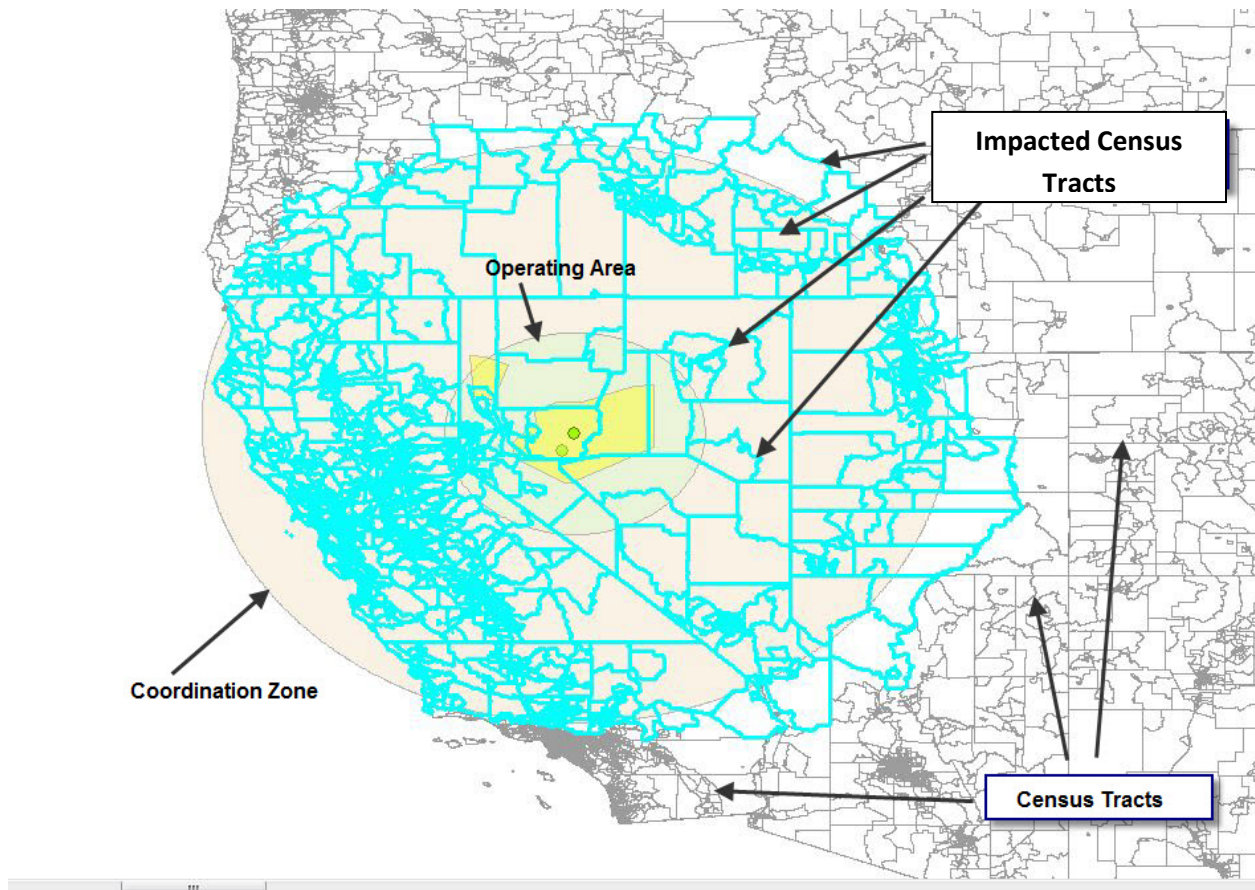 Impacted Census
Tracts
Operating Area
Coordination Zone
Census Tracts